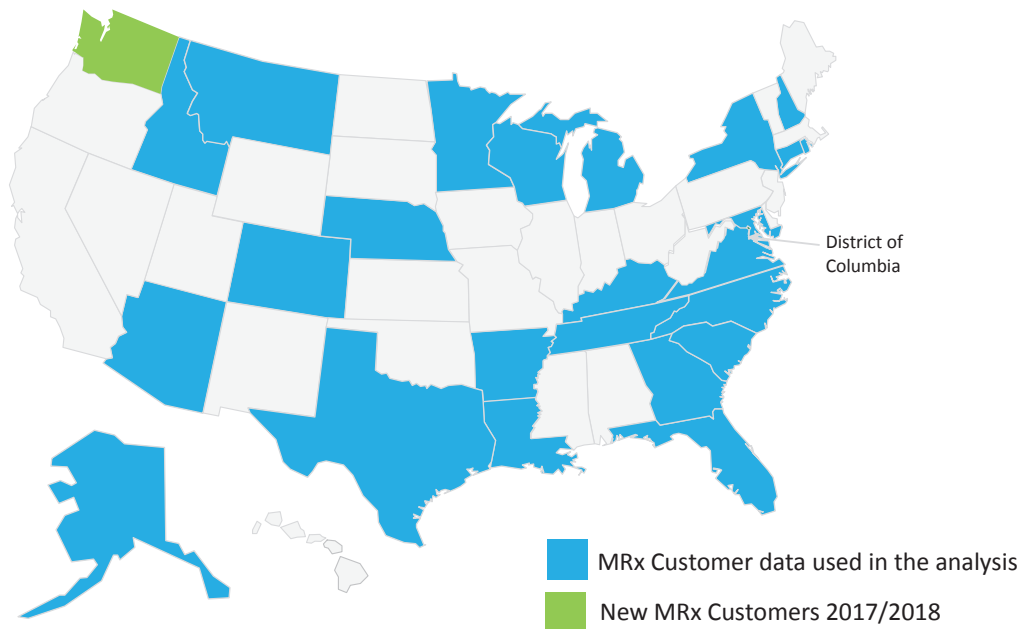 District of
Columbia
MRx Customer data used in the analysis
New MRx Customers 2017/2018